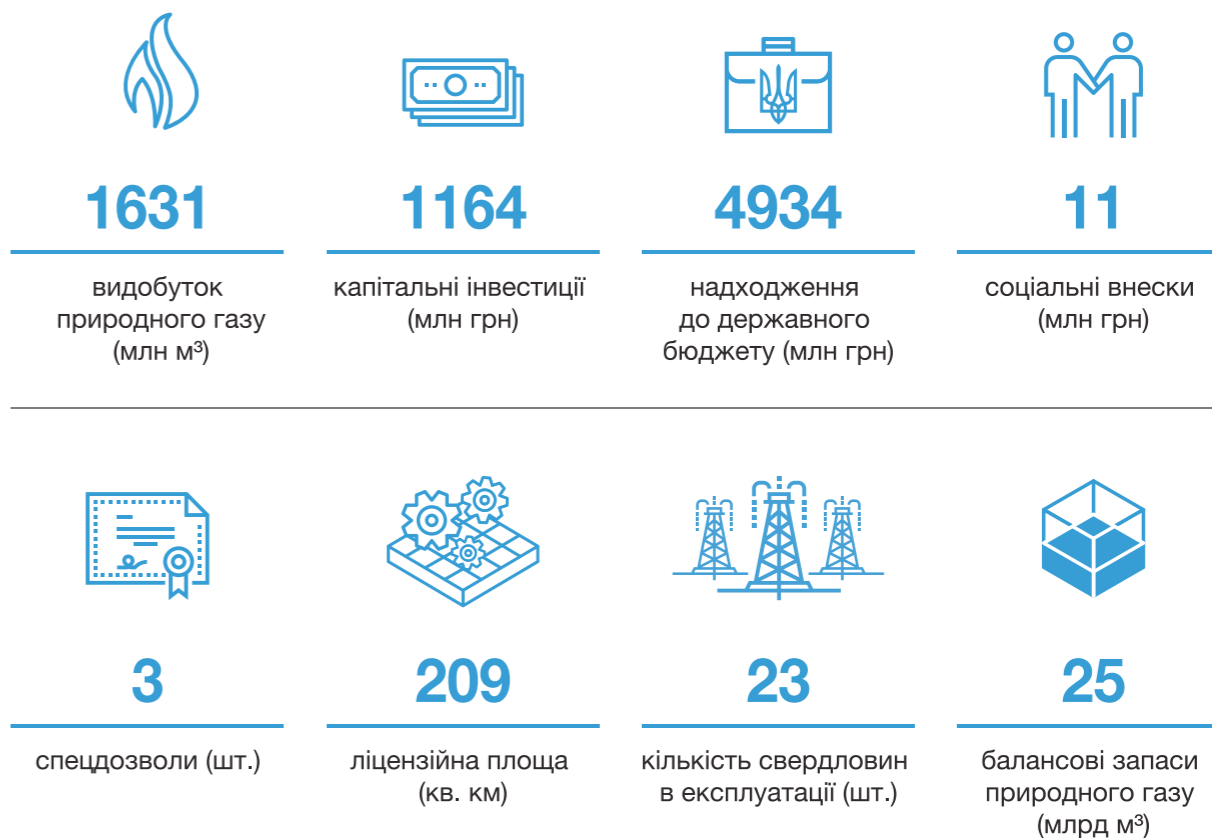 1631
видобуток
природного газу
(млн м³)
1164
капітальні інвестиції
(млн грн)
4934
надходження
до державного
бюджету (млн грн)
11
соціальні внески
(млн грн)
3
спецдозволи (шт.)
209
ліцензійна площа
(кв. км)
23
кількість свердловин
в експлуатації (шт.)
25
балансові запаси
природного газу
(млрд м³)